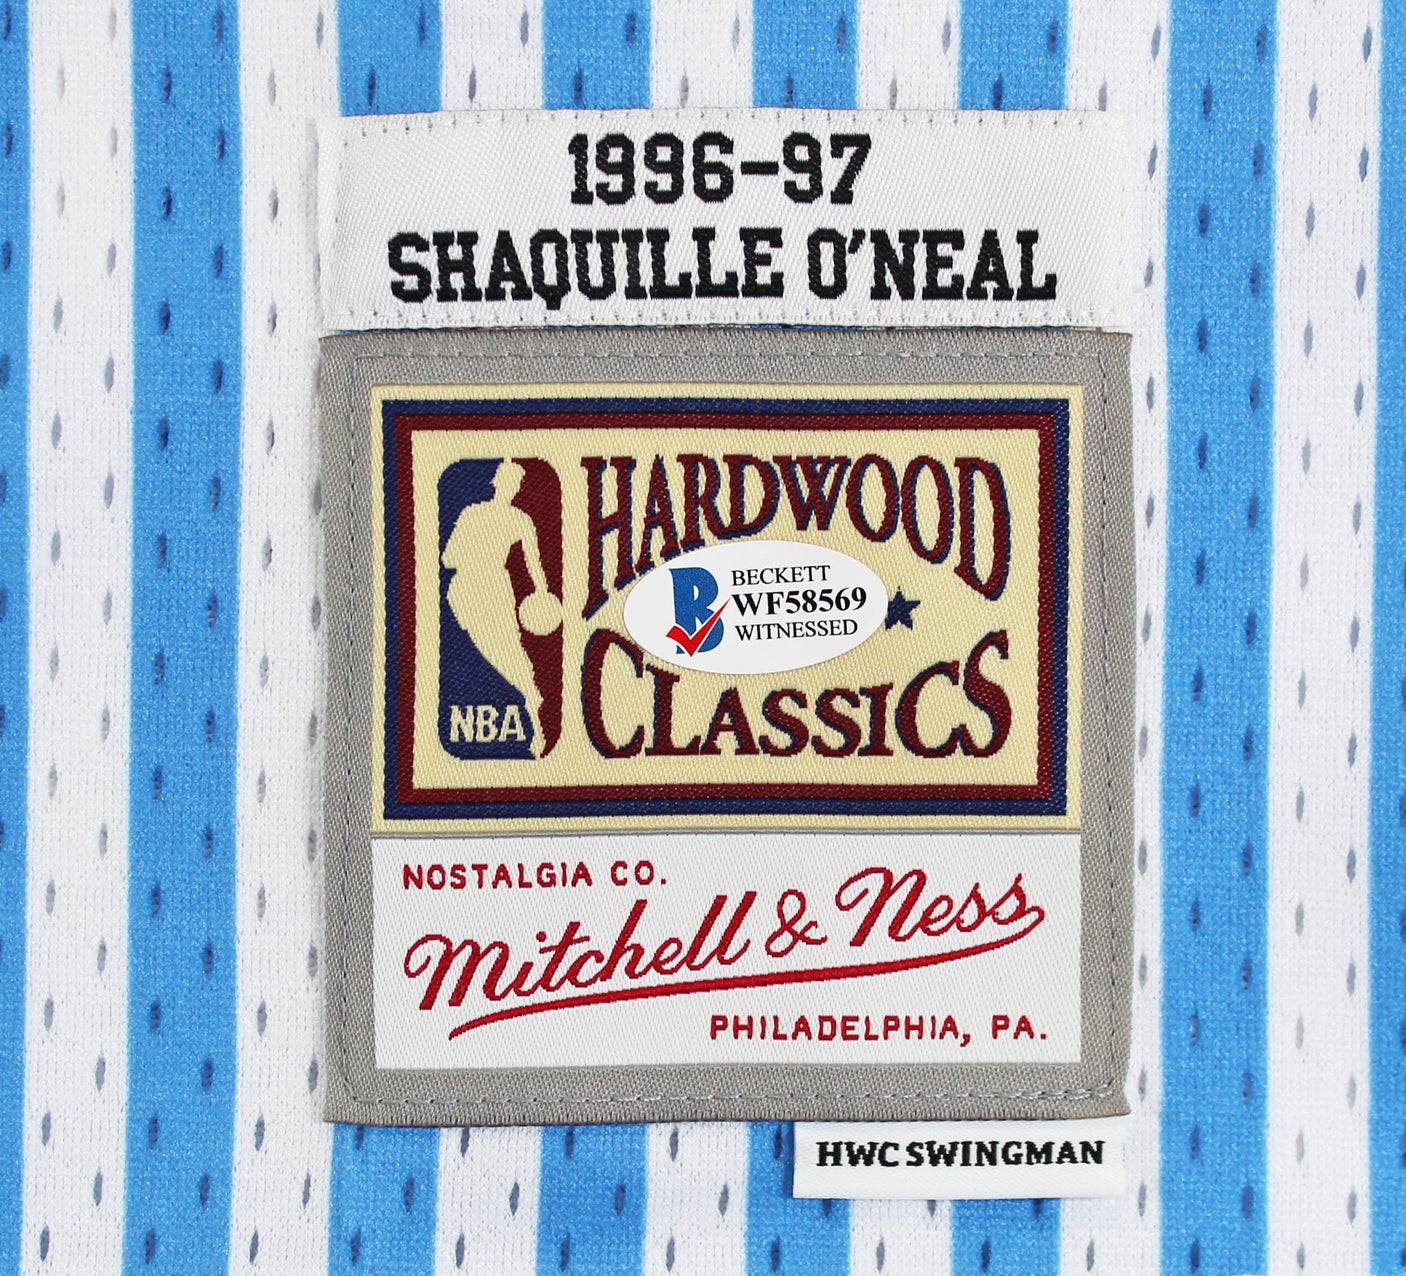 1996-97
SHAQUILLE O'NEAL
HARDWOOD
BECKETT
WF58569
WITNESSED
CLASSICS
NBA
NOSTALGIA CO.
Mitchell & Ness
PHILADELPHIA, PA.
HWC SWINGMAN